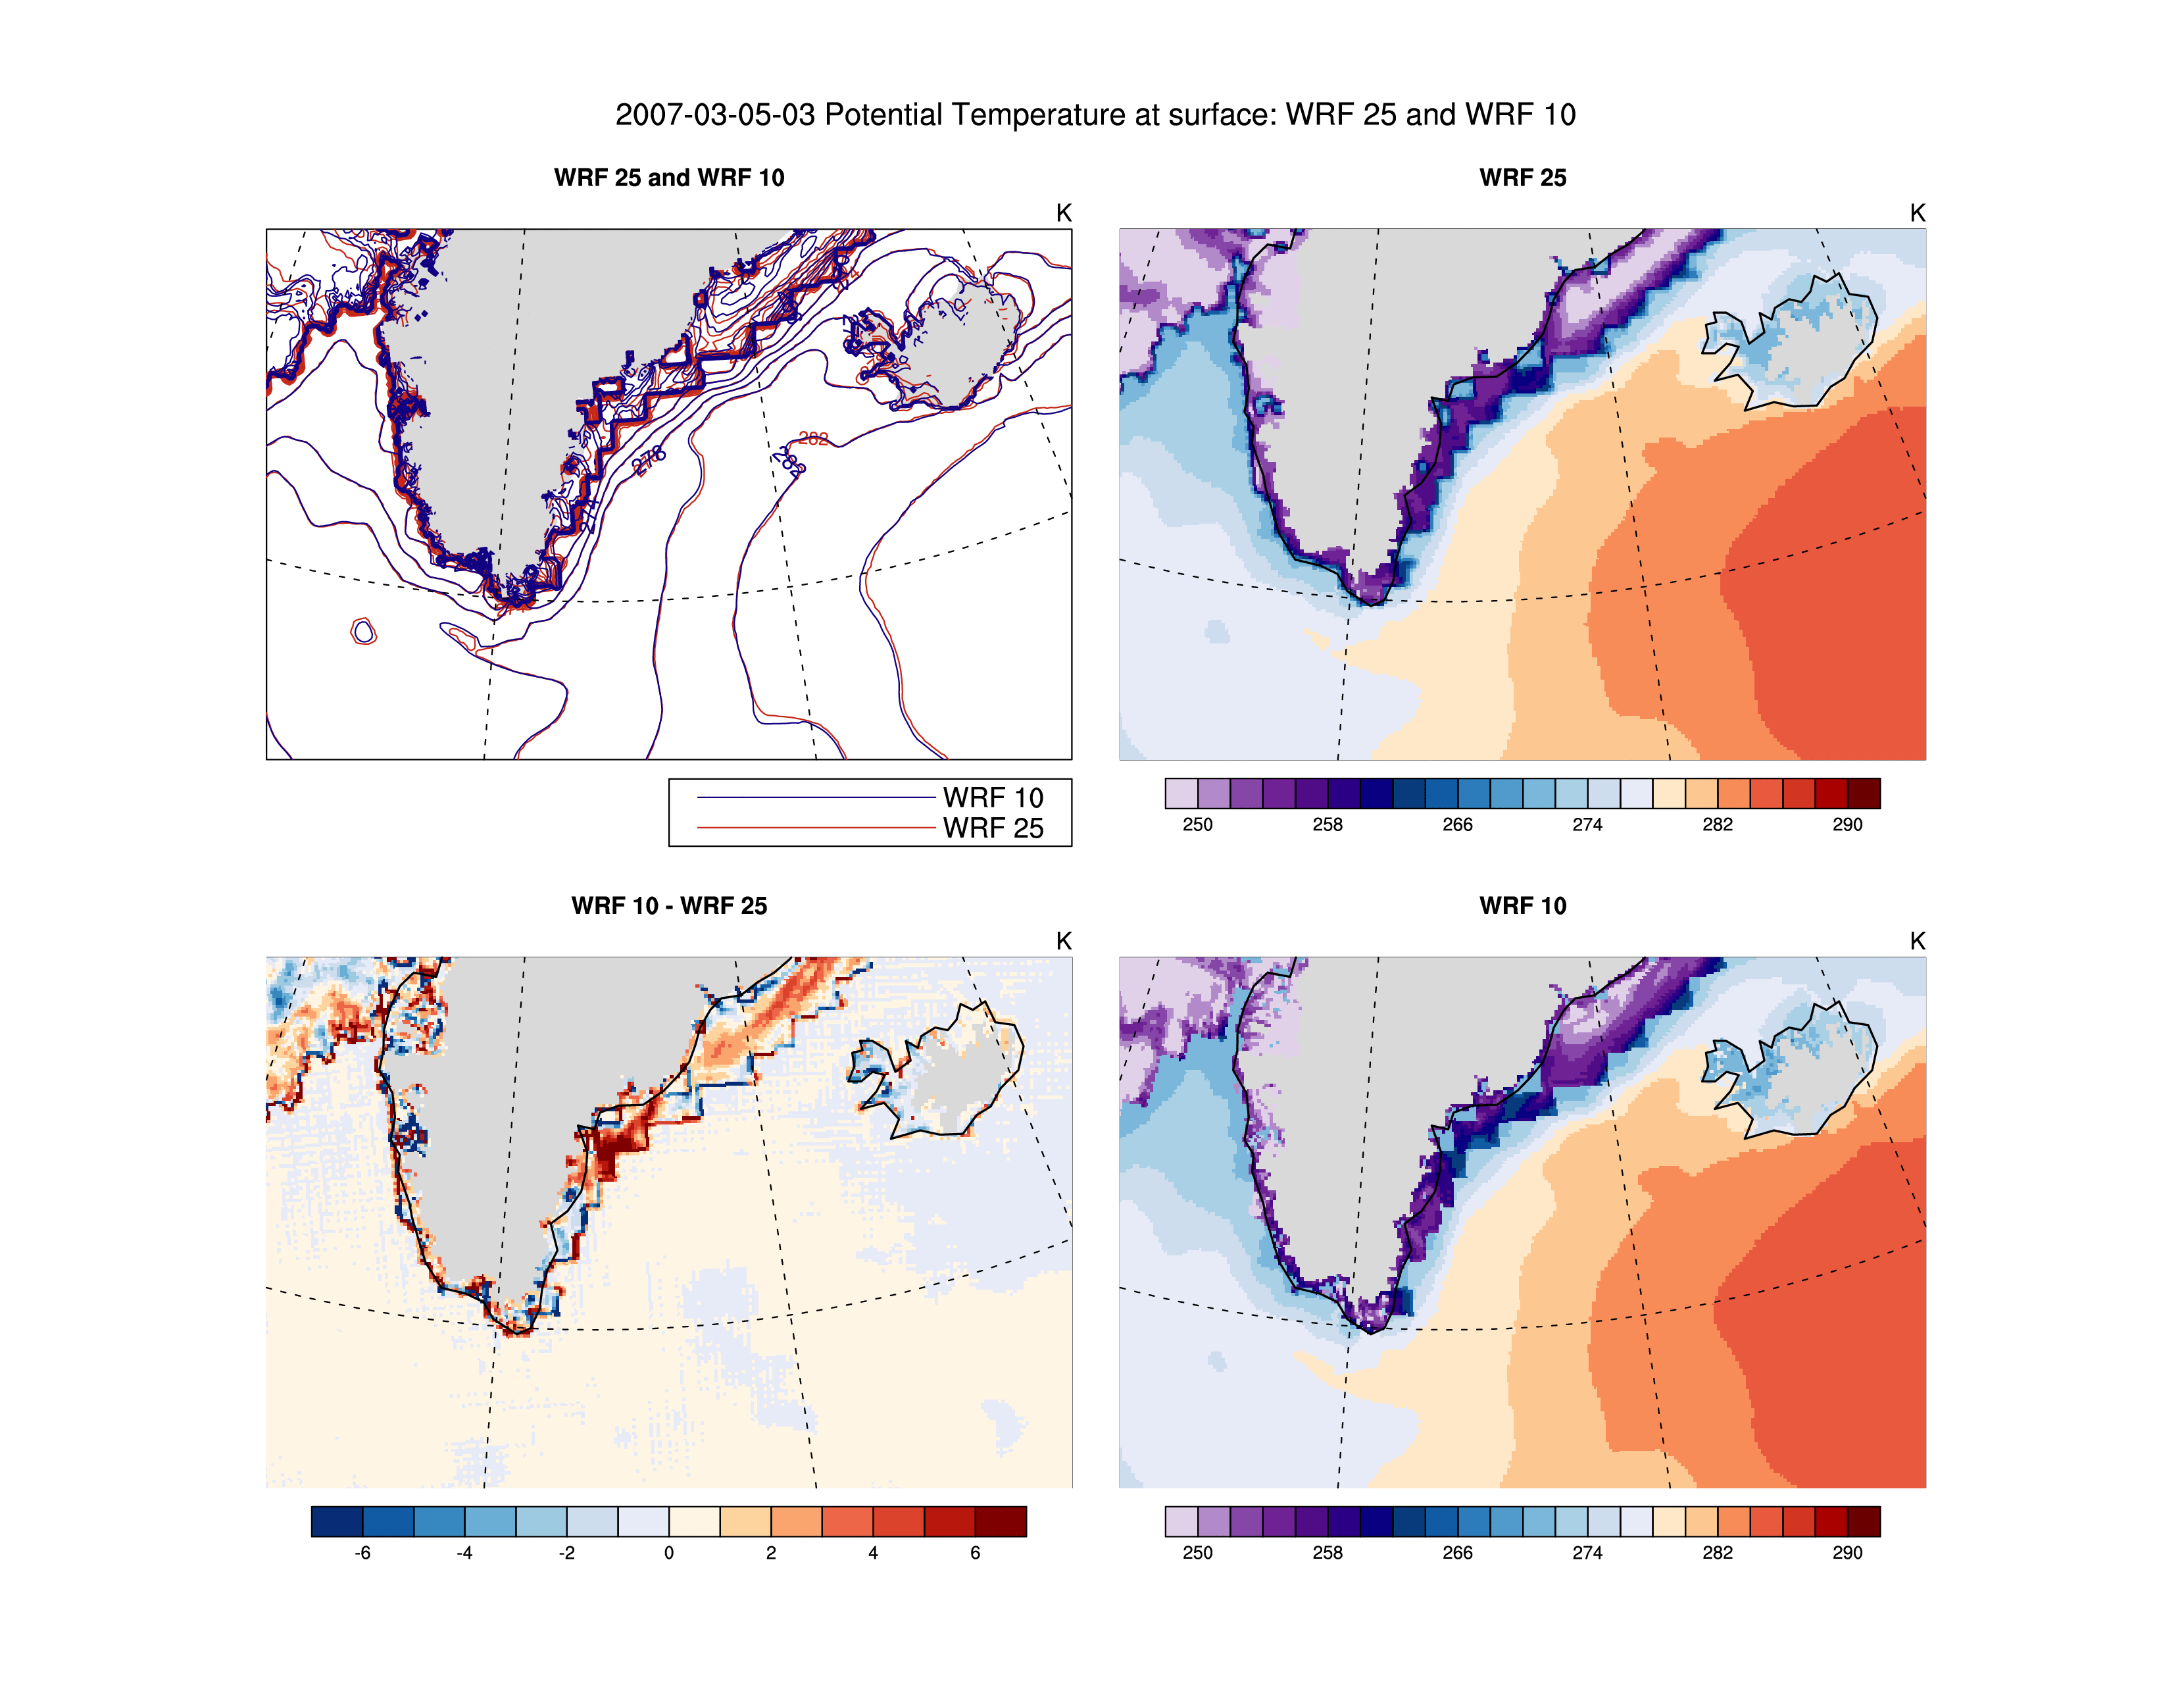 2007-03-05-03 Potential Temperature at surface: WRF 25 and WRF 10
WRF 25 and WRF 10
K
278
282
282
WRF 10
WRF 25
WRF 25
K
250 258 266 274 282 290
WRF 10 - WRF 25
K
-6 -4 -2 0 2 4 6
WRF 10
K
250 258 266 274 282 290